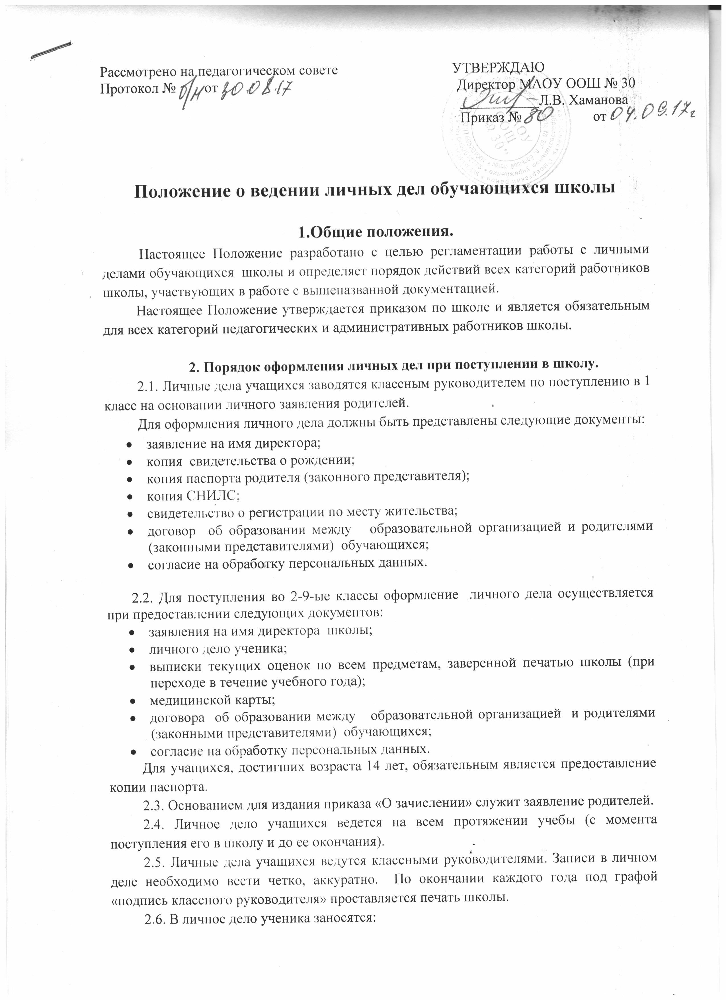 Рассмотрено на педагогическом совете
Протокол № б/н от 30.08.17
УТВЕРЖДАЮ
Директор МАОУ ООШ № 30
Л.В. Хаманова
Приказ № 80 от 04.09.17г
МАОУ
ООШ
№ 30"
Положение о ведении личных дел обучающихся школы
1.Общие положения.
Настоящее Положение разработано с целью регламентации работы с личными
делами обучающихся школы и определяет порядок действий всех категорий работников
школы, участвующих в работе с вышеназванной документацией.
Настоящее Положение утверждается приказом по школе и является обязательным
для всех категорий педагогических и административных работников школы.
2. Порядок оформления личных дел при поступлении в школу.
2.1. Личные дела учащихся заводятся классным руководителем по поступлению в 1
класс на основании личного заявления родителей.
Для оформления личного дела должны быть представлены следующие документы:
• заявление на имя директора;
• копия свидетельства о рождении;
• копия паспорта родителя (законного представителя);
• копия СНИЛС;
• свидетельство о регистрации по месту жительства;
• договор об образовании между образовательной организацией и родителями
(законными представителями) обучающихся;
• согласие на обработку персональных данных.
2.2. Для поступления во 2-9-ые классы оформление личного дела осуществляется
при предоставлении следующих документов:
• заявления на имя директора школы;
• личного дело ученика;
• выписки текущих оценок по всем предметам, заверенной печатью школы (при
переходе в течение учебного года);
• медицинской карты;
• договора об образовании между образовательной организацией и родителями
(законными представителями) обучающихся;
• согласие на обработку персональных данных.
Для учащихся, достигших возраста 14 лет, обязательным является предоставление
копии паспорта.
2.3. Основанием для издания приказа «О зачислении» служит заявление родителей.
2.4. Личное дело учащихся ведется на всем протяжении учебы (с момента
поступления его в школу и до ее окончания).
2.5. Личные дела учащихся ведутся классными руководителями. Записи в личном
деле необходимо вести четко, аккуратно. По окончании каждого года под графой
«подпись классного руководителя» проставляется печать школы.
2.6. В личное дело ученика заносятся: